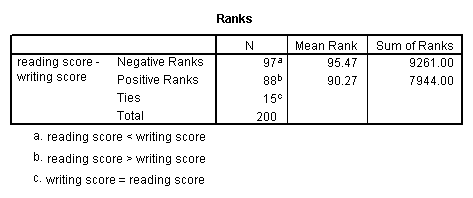 Ranks
N Mean Rank Sum of Ranks
reading score - Negative Ranks 97a 95.47 9261.00
writing score Positive Ranks 88b 90.27 7944.00
Ties 15c
Total 200
a. reading score < writing score
b. reading score > writing score
c. writing score = reading score